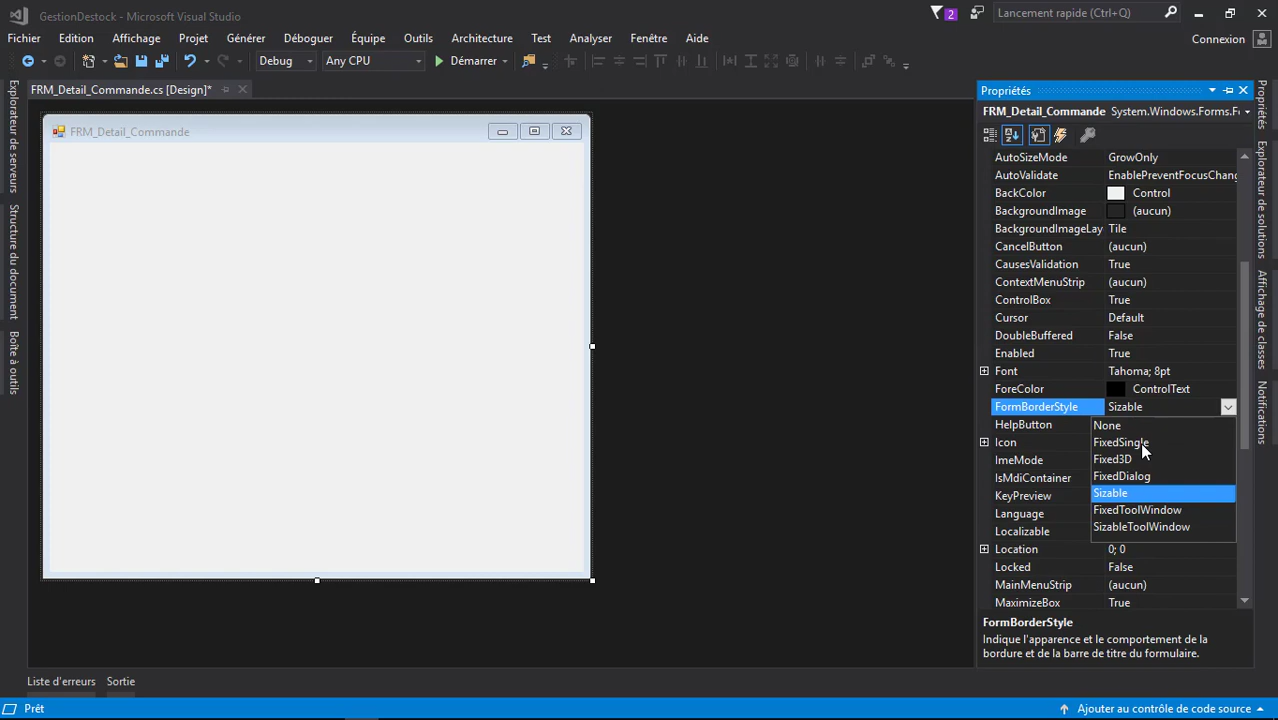 GestionDestock - Microsoft Visual Studio
2
Lancement rapide (Ctrl+Q)
Fichier Edition Affichage Projet Générer Déboguer Équipe Outils Architecture Test Analyser Fenêtre Aide
Connexion
Debug Any CPU Démarrer
Explorateur de serveurs
Structure du document
Boîte à outils
FRM_Detail_Commande.cs [Design]*
FRM_Detail_Commande
Propriétés
FRM_Detail_Commande System.Windows.Forms.Fo
AutoSizeMode GrowOnly
AutoValidate EnablePreventFocusChang
BackColor Control
BackgroundImage (aucun)
BackgroundImageLay Tile
CancelButton (aucun)
CausesValidation True
ContextMenuStrip (aucun)
ControlBox True
Cursor Default
DoubleBuffered False
Enabled True
Font Tahoma; 8pt
ForeColor ControlText
FormBorderStyle Sizable
HelpButton
Icon
ImeMode
IsMdiContainer
KeyPreview
Language
Localizable
None
FixedSingle
Fixed3D
FixedDialog
Sizable
FixedToolWindow
SizableToolWindow
Location 0; 0
Locked False
MainMenuStrip (aucun)
MaximizeBox True
FormBorderStyle
Indique l'apparence et le comportement de la
bordure et de la barre de titre du formulaire.
Propriétés
Explorateur de solutions
Affichage de classes
Notifications
Liste d'erreurs Sortie
Prêt
Ajouter au contrôle de code source